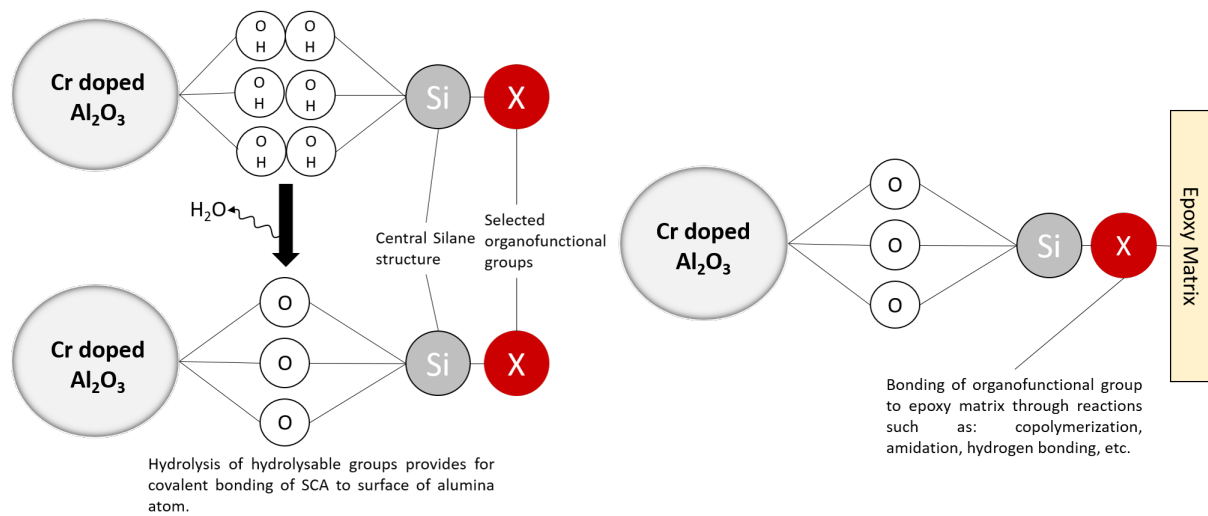 Cr doped
Al₂O₃
O
H
O
H
O
H
O
H
O
H
O
H
Si
X
H₂O
Central Silane
structure
Selected
organofunctional
groups
Cr doped
Al₂O₃
O
O
O
Si
X
Hydrolysis of hydrolysable groups provides for
covalent bonding of SCA to surface of alumina
atom.
Cr doped
Al₂O₃
O
O
O
Si
X
Epoxy Matrix
Bonding of organofunctional group
to epoxy matrix through reactions
such as: copolymerization,
amidation, hydrogen bonding, etc.